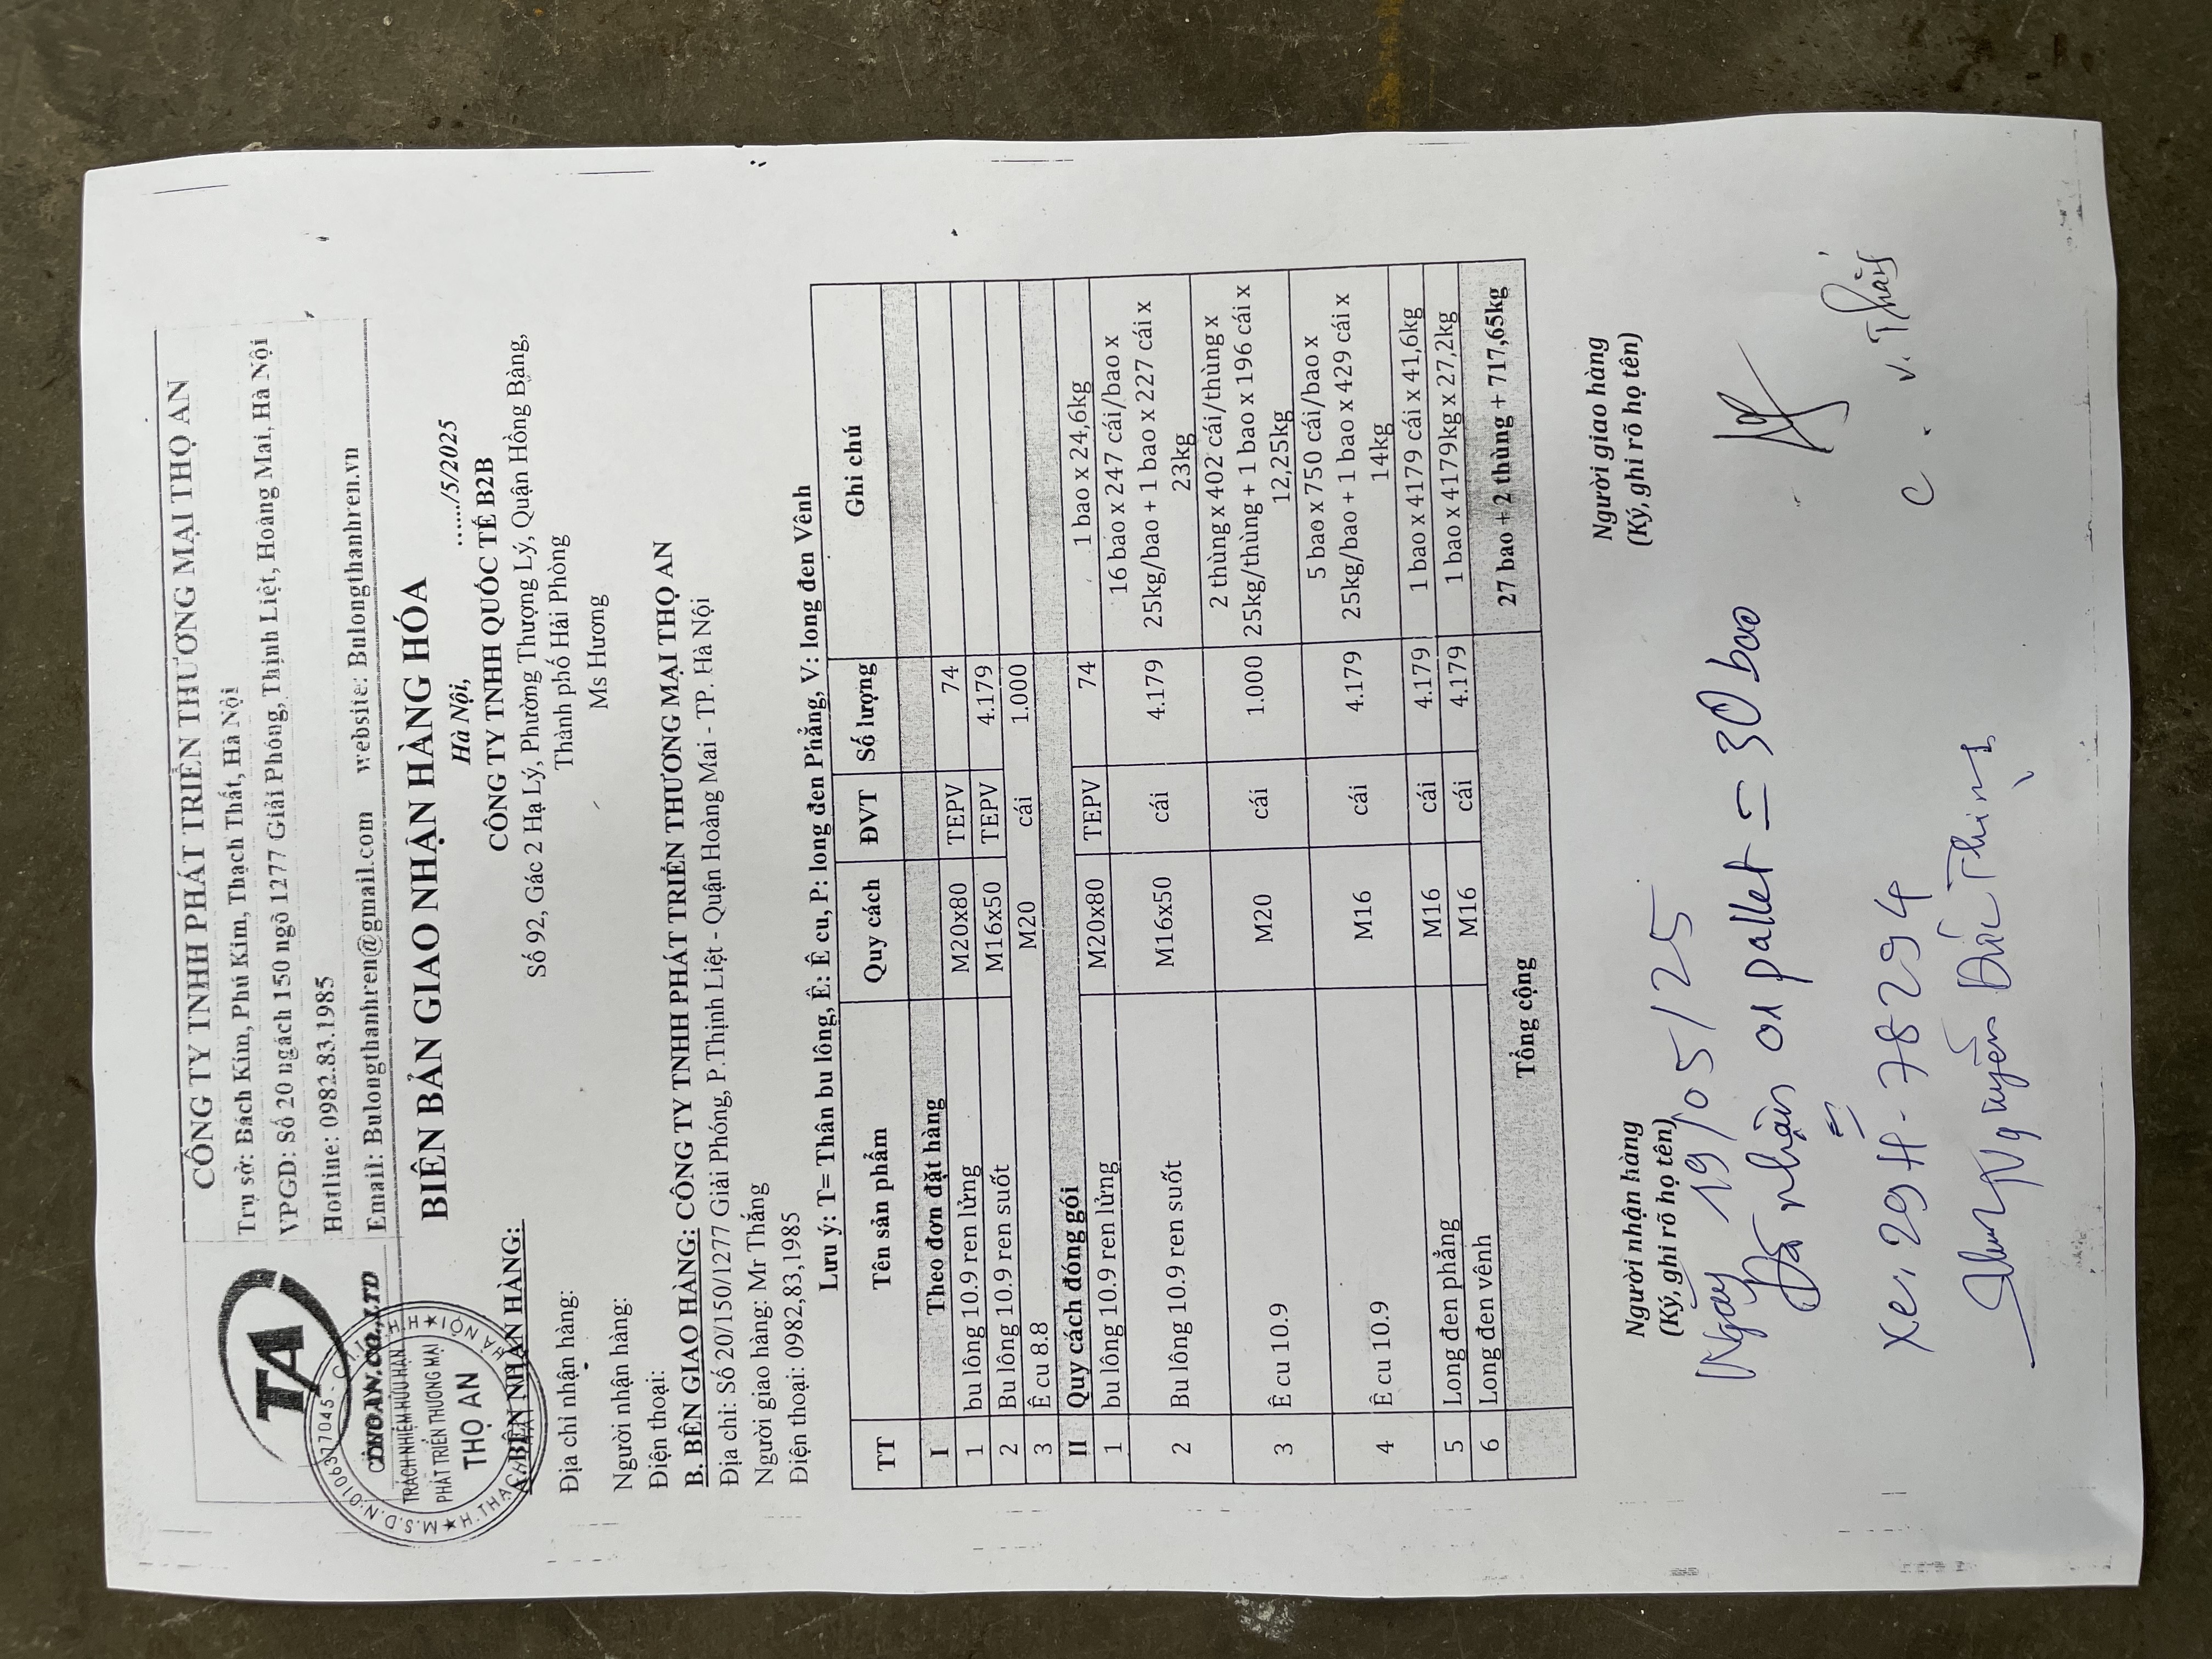 CÔNG TY TNHH PHÁT TRIỂN THƯƠNG MẠI THỌ AN
Trụ sở: Bách Kim, Phú Kim, Thạch Thất, Hà Nội
VPGD: Số 20 ngách 150 ngõ 1277 Giải Phóng, Thịnh Liệt, Hoàng Mai, Hà Nội
Hotline: 0982.83.1985
Email: Bulongthanhren@gmail.com website: Bulongthanhren.vn
TA
M.S.D.N:0106377045 - C.T.T.N.H.H
TRÁCH NHIỆM HỮU HẠN
PHÁT TRIỂN THƯƠNG MẠI
THỌ AN
BIÊN BẢN GIAO NHẬN HÀNG HÓA
Hà Nội, ....../5/2025
A. BÊN NHẬN HÀNG: CÔNG TY TNHH QUỐC TẾ B2B
Địa chỉ nhận hàng: Số 92, Gác 2 Hạ Lý, Phường Thượng Lý, Quận Hồng Bàng,
Thành phố Hải Phòng
Người nhận hàng: Ms Hương
Điện thoại:
B. BÊN GIAO HÀNG: CÔNG TY TNHH PHÁT TRIỂN THƯƠNG MẠI THỌ AN
Địa chỉ: Số 20/150/1277 Giải Phóng, P.Thịnh Liệt - Quận Hoàng Mai - TP. Hà Nội
Người giao hàng: Mr Thắng
Điện thoại: 0982,83,1985
Lưu ý: T= Thân bu lông, Ê: Ê cu, P: long đen Phẳng, V: long đen Vênh
TT Tên sản phẩm Quy cách ĐVT Số lượng Ghi chú
I Theo đơn đặt hàng
1 bu lông 10.9 ren lửng M20x80 TEPV 74
2 Bu lông 10.9 ren suốt M16x50 TEPV 4.179
3 Ê cu 8.8 M20 cái 1.000
II Quy cách đóng gói
1 bu lông 10.9 ren lửng M20x80 TEPV 74 1 bao x 24,6kg
2 Bu lông 10.9 ren suốt M16x50 cái 4.179 16 bao x 247 cái/bao x
25kg/bao + 1 bao x 227 cái x
23kg
3 Ê cu 10.9 M20 cái 1.000 2 thùng x 402 cái/thùng x
25kg/thùng + 1 bao x 196 cái x
12,25kg
4 Ê cu 10.9 M16 cái 4.179 5 bao x 750 cái/bao x
25kg/bao + 1 bao x 429 cái x
14kg
5 Long đen phẳng M16 cái 4.179 1 bao x 4179 cái x 41,6kg
6 Long đen vênh M16 cái 4.179 1 bao x 4179kg x 27,2kg
Tổng cộng 27 bao + 2 thùng + 717,65kg
Người nhận hàng Người giao hàng
(Ký, ghi rõ họ tên) (Ký, ghi rõ họ tên)
Ngày 19/05/25
Đã nhận 01 pallet = 30 bao
Xe. 29H-78294
Nguyễn Đức Thịnh